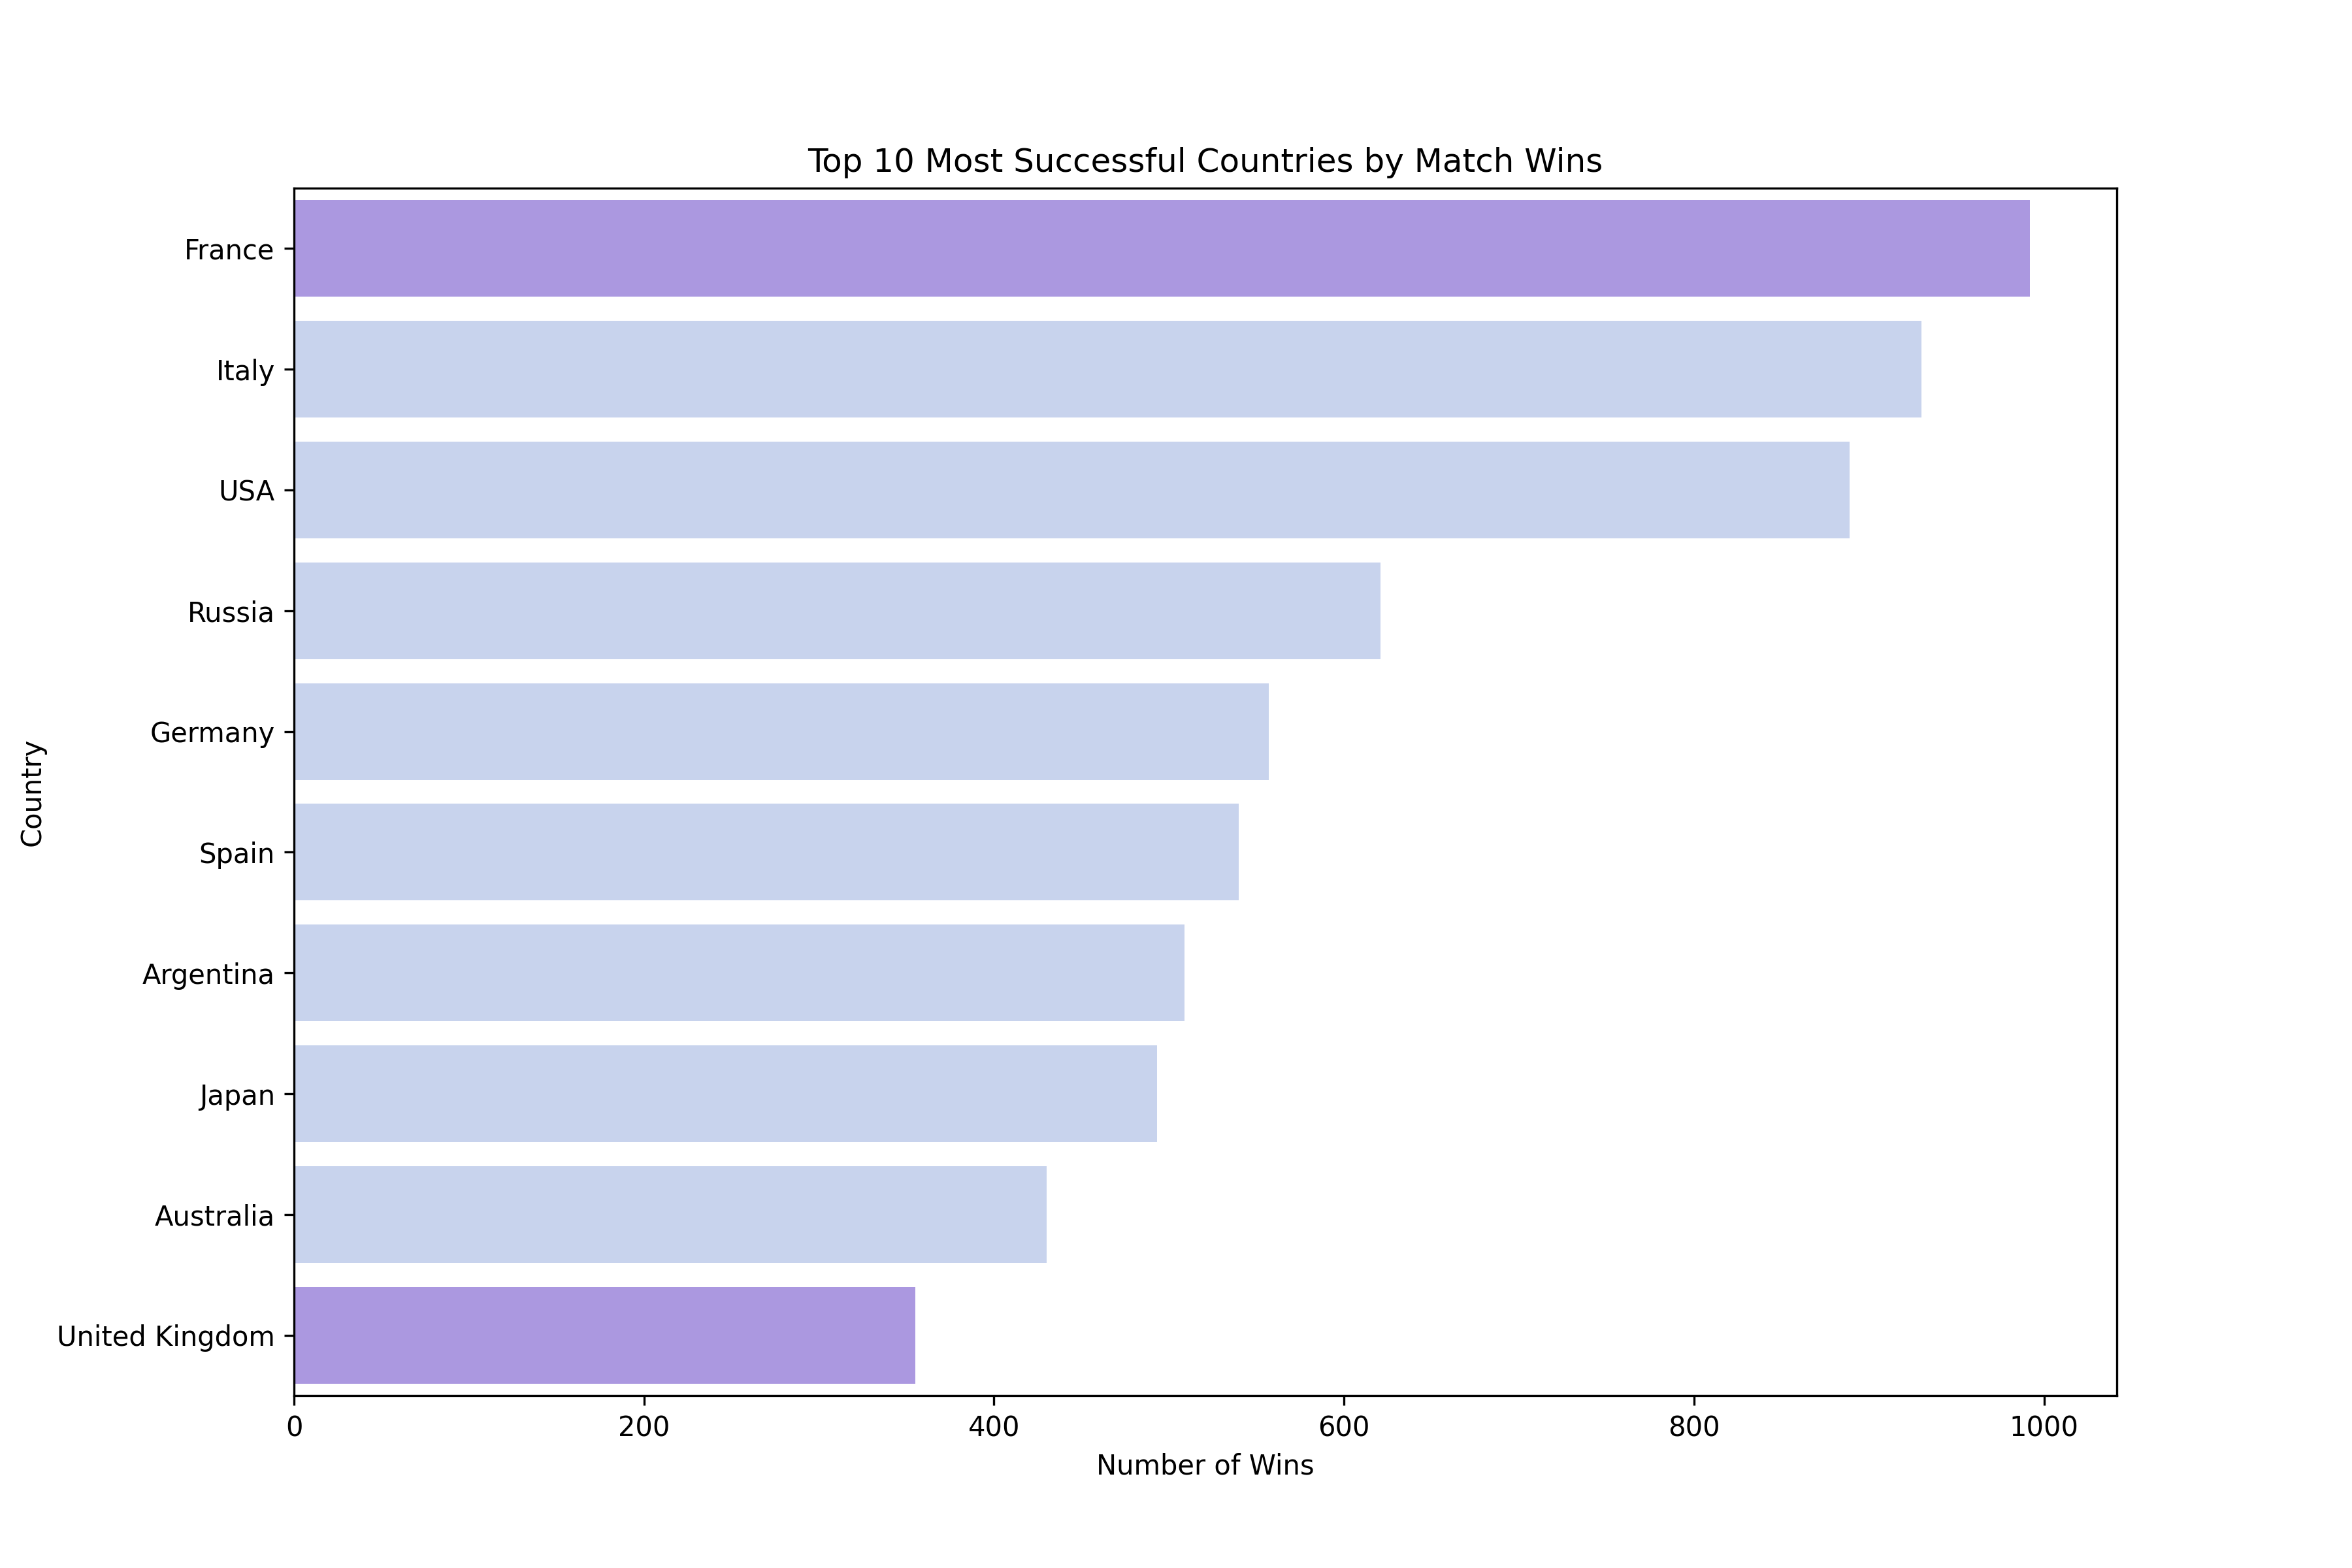 Top 10 Most Successful Countries by Match Wins
France
Italy
USA
Russia
Germany
Spain
Argentina
Japan
Australia
United Kingdom
Country
0 200 400 600 800 1000
Number of Wins